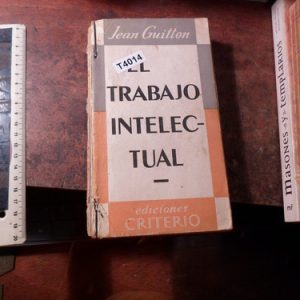 Jean Guitton
T4014
EL
TRABAJO
INTELEC-
TUAL
ediciones
CRITERIO
masones y templarios